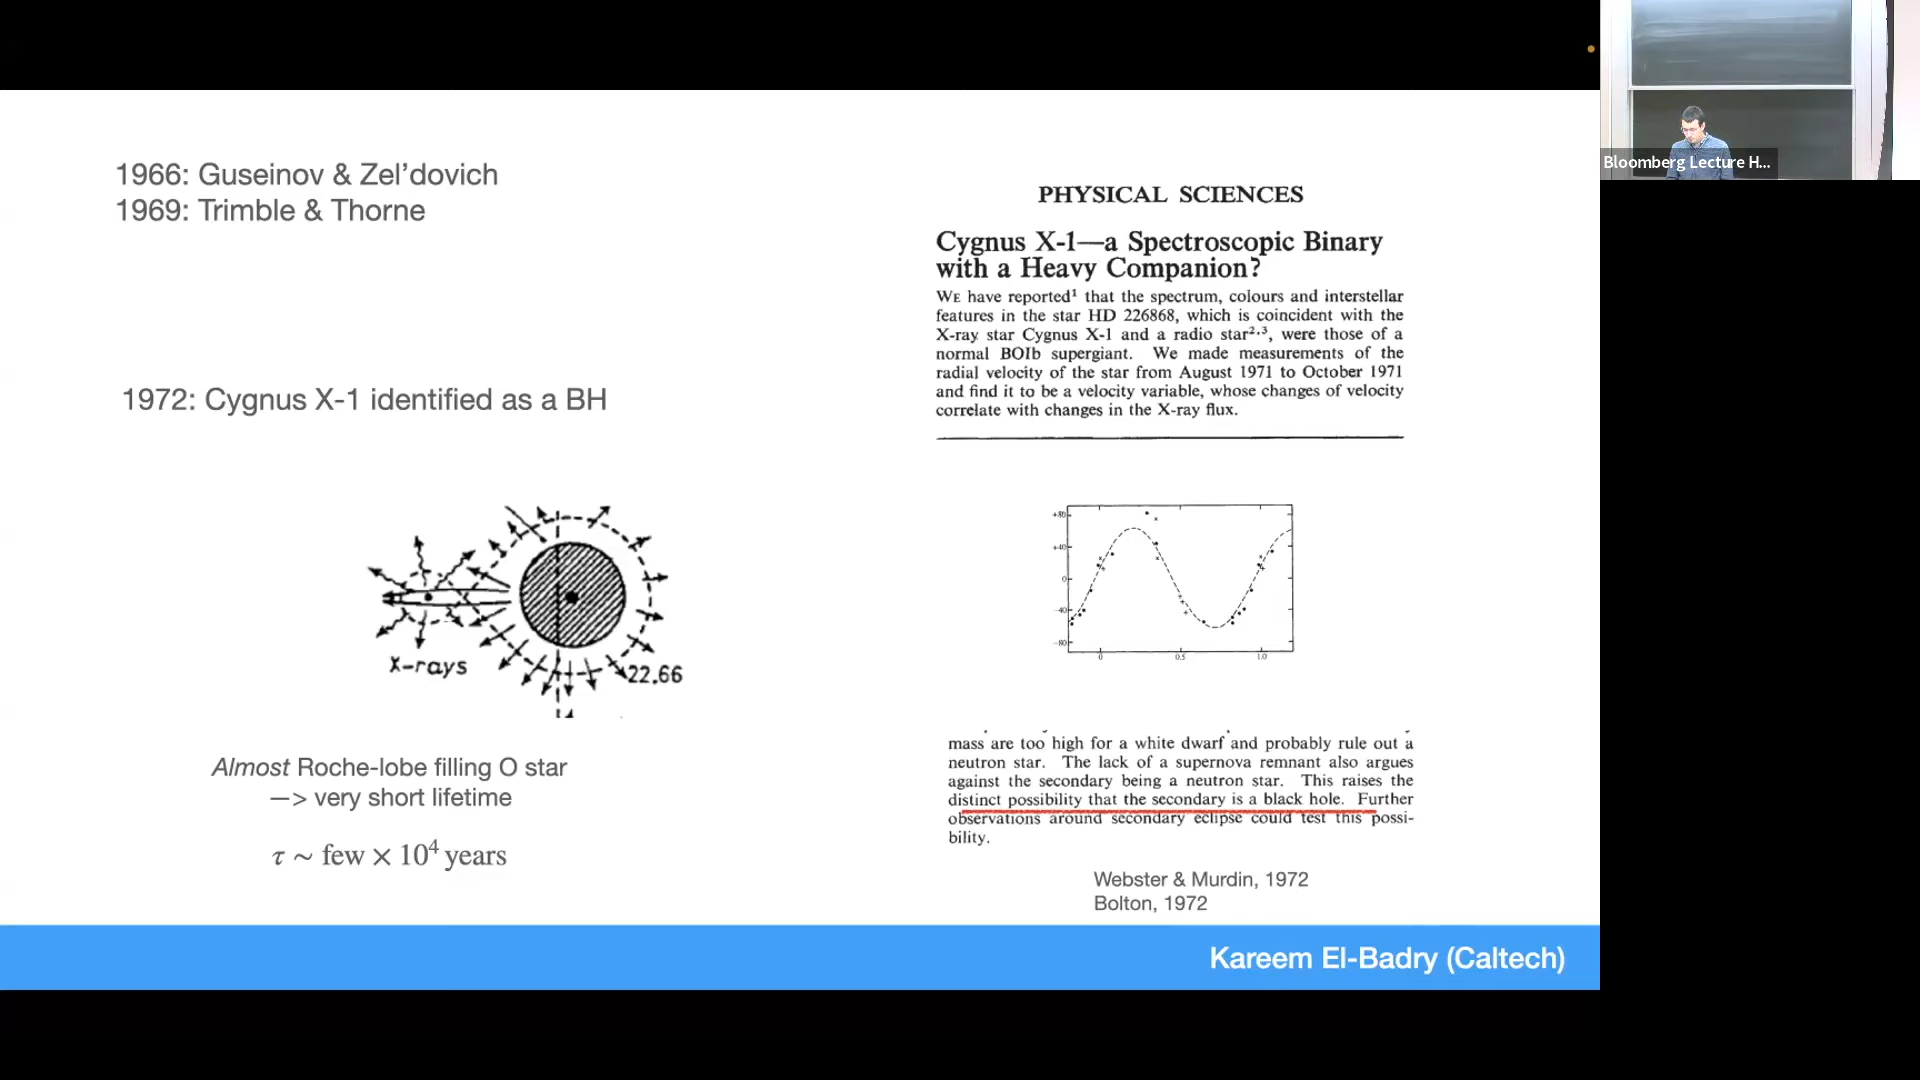 1966: Guseinov & Zel’dovich
1969: Trimble & Thorne
1972: Cygnus X-1 identified as a BH
X-rays
22.66
Almost Roche-lobe filling O star
—> very short lifetime
τ ~ few × 10⁴ years
PHYSICAL SCIENCES
Cygnus X-1—a Spectroscopic Binary
with a Heavy Companion?
WE have reported¹ that the spectrum, colours and interstellar
features in the star HD 226868, which is coincident with the
X-ray star Cygnus X-1 and a radio star²,³, were those of a
normal BOIb supergiant. We made measurements of the
radial velocity of the star from August 1971 to October 1971
and find it to be a velocity variable, whose changes of velocity
correlate with changes in the X-ray flux.
+80
+40
0
-40
-80
0 0.5 1.0
mass are too high for a white dwarf and probably rule out a
neutron star. The lack of a supernova remnant also argues
against the secondary being a neutron star. This raises the
distinct possibility that the secondary is a black hole. Further
observations around secondary eclipse could test this possi-
bility.
Webster & Murdin, 1972
Bolton, 1972
Kareem El-Badry (Caltech)
Bloomberg Lecture H...